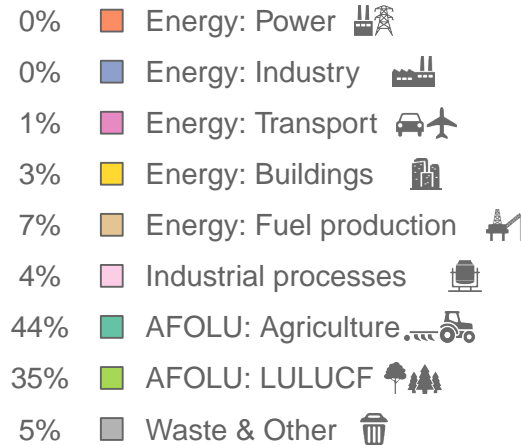 0% Energy: Power
0% Energy: Industry
1% Energy: Transport
3% Energy: Buildings
7% Energy: Fuel production
4% Industrial processes
44% AFOLU: Agriculture
35% AFOLU: LULUCF
5% Waste & Other